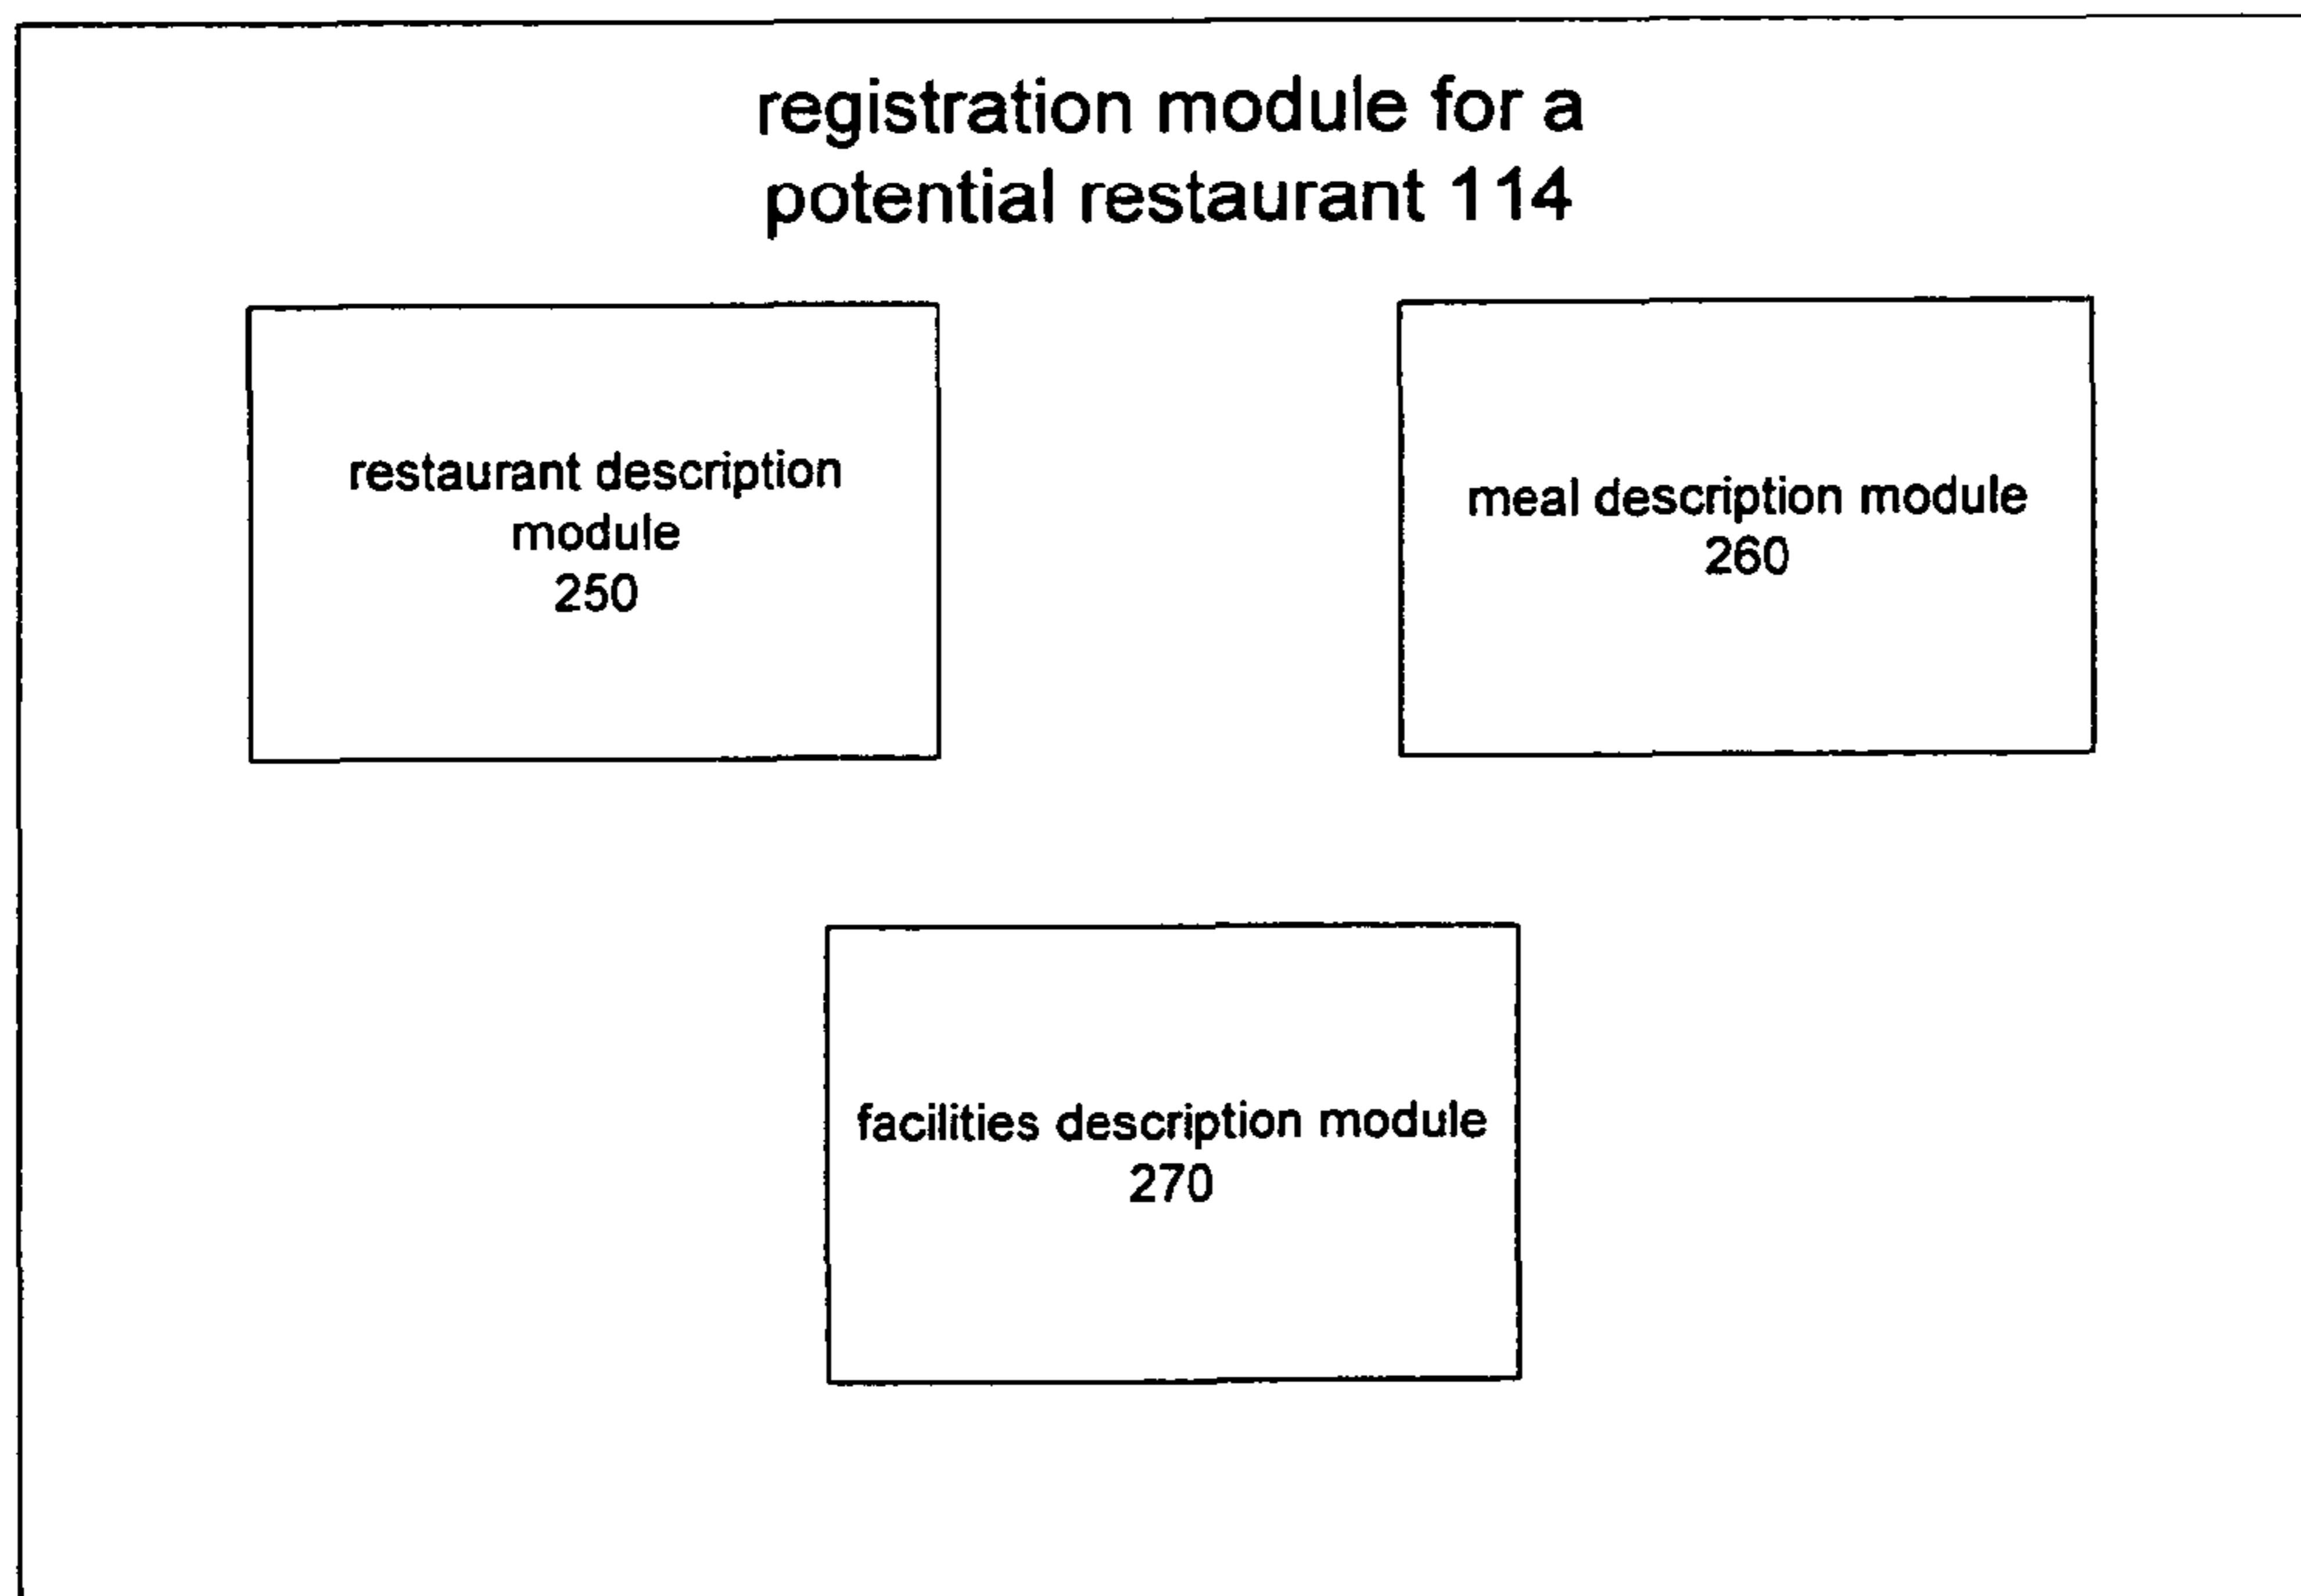 registration module for a
potential restaurant 114
restaurant description
module
250
meal description module
260
facilities description module
270